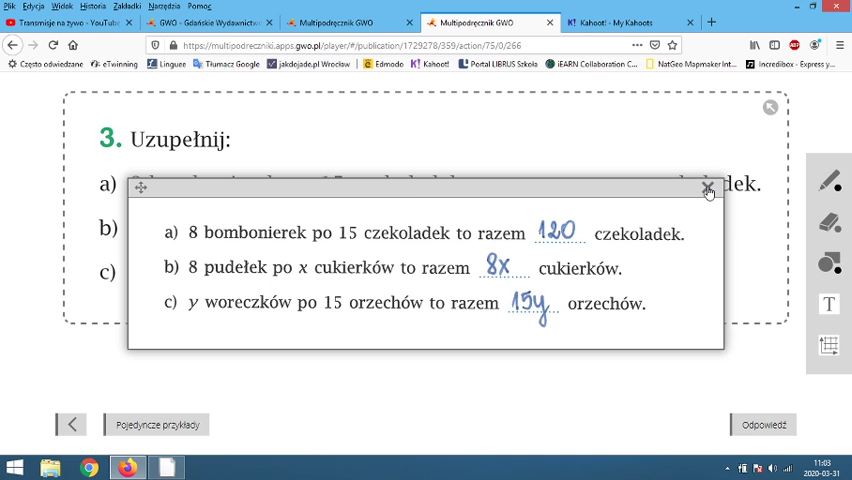 Plik Edycja Widok Historia Zakładki Narzędzia Pomoc
Transmisje na żywo - YouTube
GWO - Gdańskie Wydawnictwo
Multipodręcznik GWO
Multipodręcznik GWO
Kahoot! - My Kahoots
https://multipodreczniki.apps.gwo.pl/player/#/publication/1729278/359/action/75/0/266
Często odwiedzane eTwinning Linguee Tłumacz Google jakdojade.pl Wrocław Edmodo Kahoot! Portal LIBRUS Szkoła iEARN Collaboration C... NatGeo Mapmaker Int... Incredibox - Express y...
3. Uzupełnij:
a) dek.
b)
c)
a) 8 bombonierek po 15 czekoladek to razem 120 czekoladek.
b) 8 pudełek po x cukierków to razem 8x cukierków.
c) y woreczków po 15 orzechów to razem 15y orzechów.
T
Pojedyncze przykłady
Odpowiedź
11:03
2020-03-31